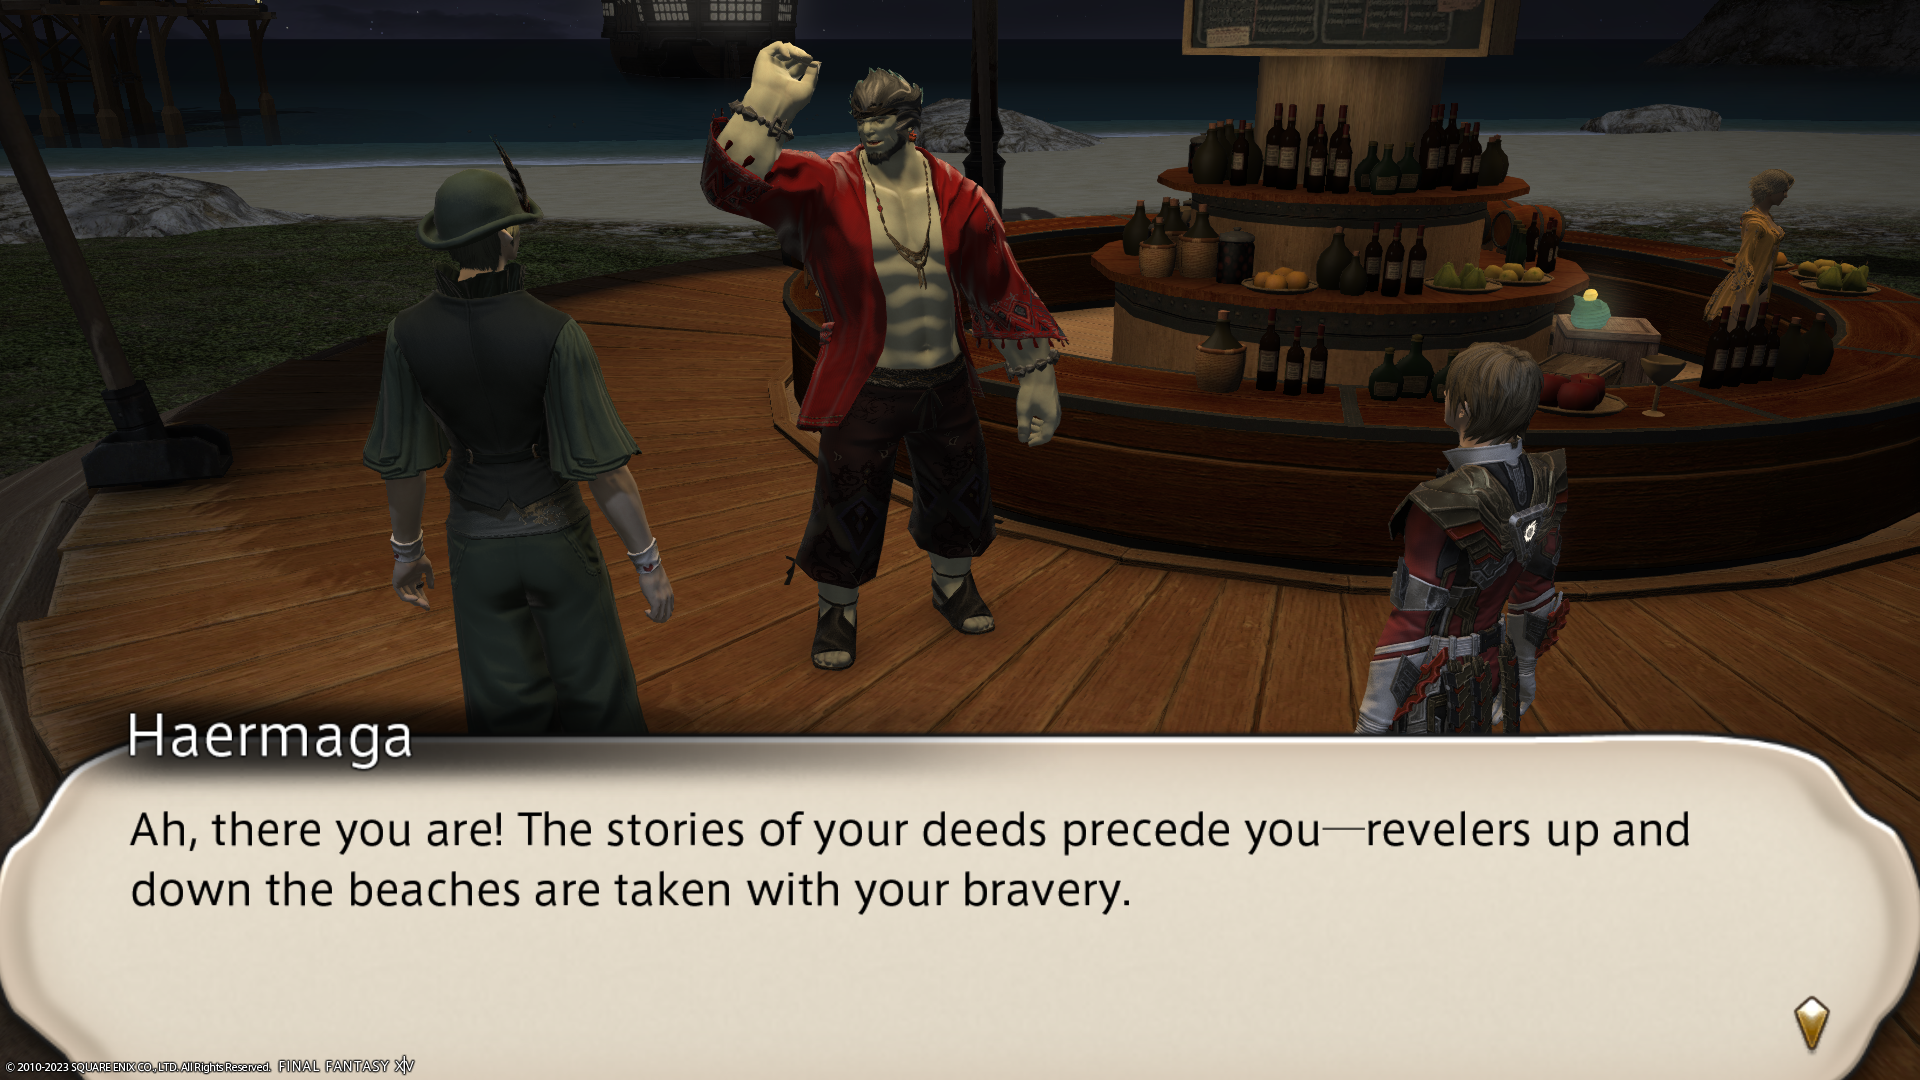 Haermaga
Ah, there you are! The stories of your deeds precede you—revelers up and
down the beaches are taken with your bravery.
© 2010-2023 SQUARE ENIX CO., LTD. All Rights Reserved. FINAL FANTASY XIV